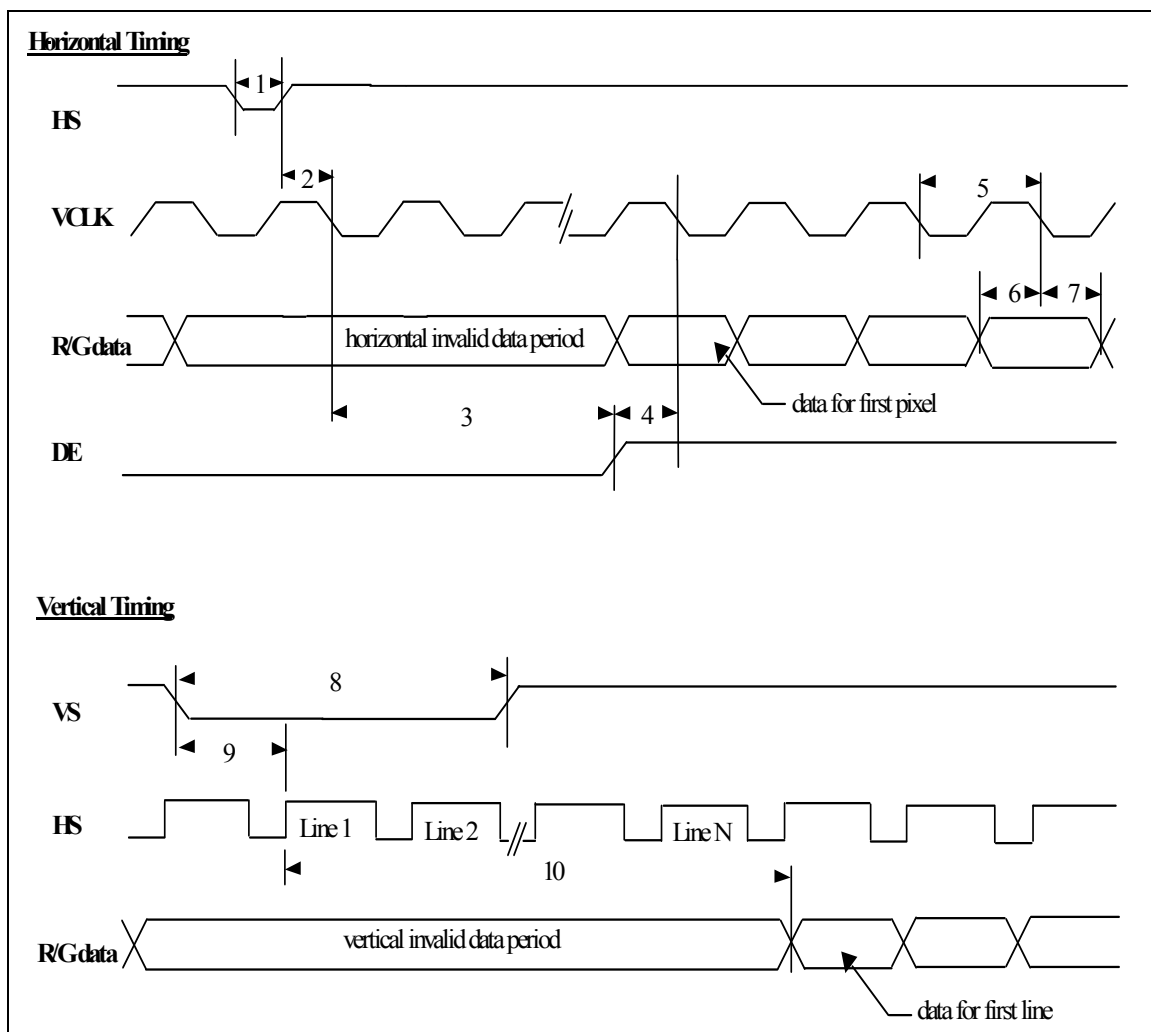 Horizontal Timing
1
HS
2
5
VCLK
6 7
R/Gdata
horizontal invalid data period
data for first pixel
3 4
DE
Vertical Timing
8
VS
9
HS
Line 1 Line 2 Line N
10
R/Gdata
vertical invalid data period
data for first line